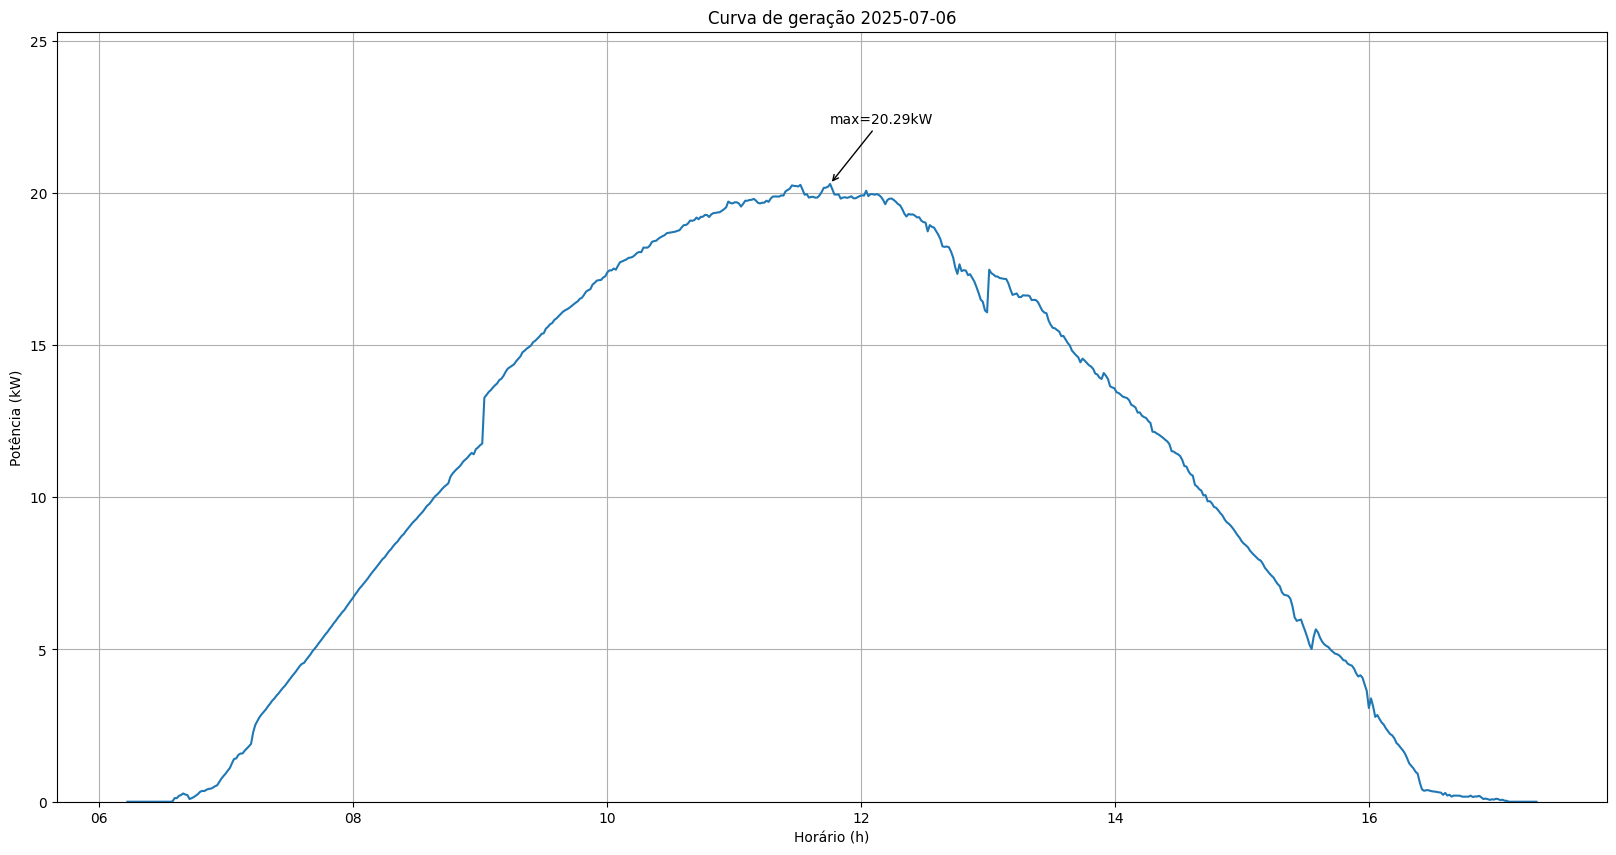 Curva de geração 2025-07-06
25
max=20.29kW
20
15
Potência (kW)
10
5
0
06 08 10 12 14 16
Horário (h)